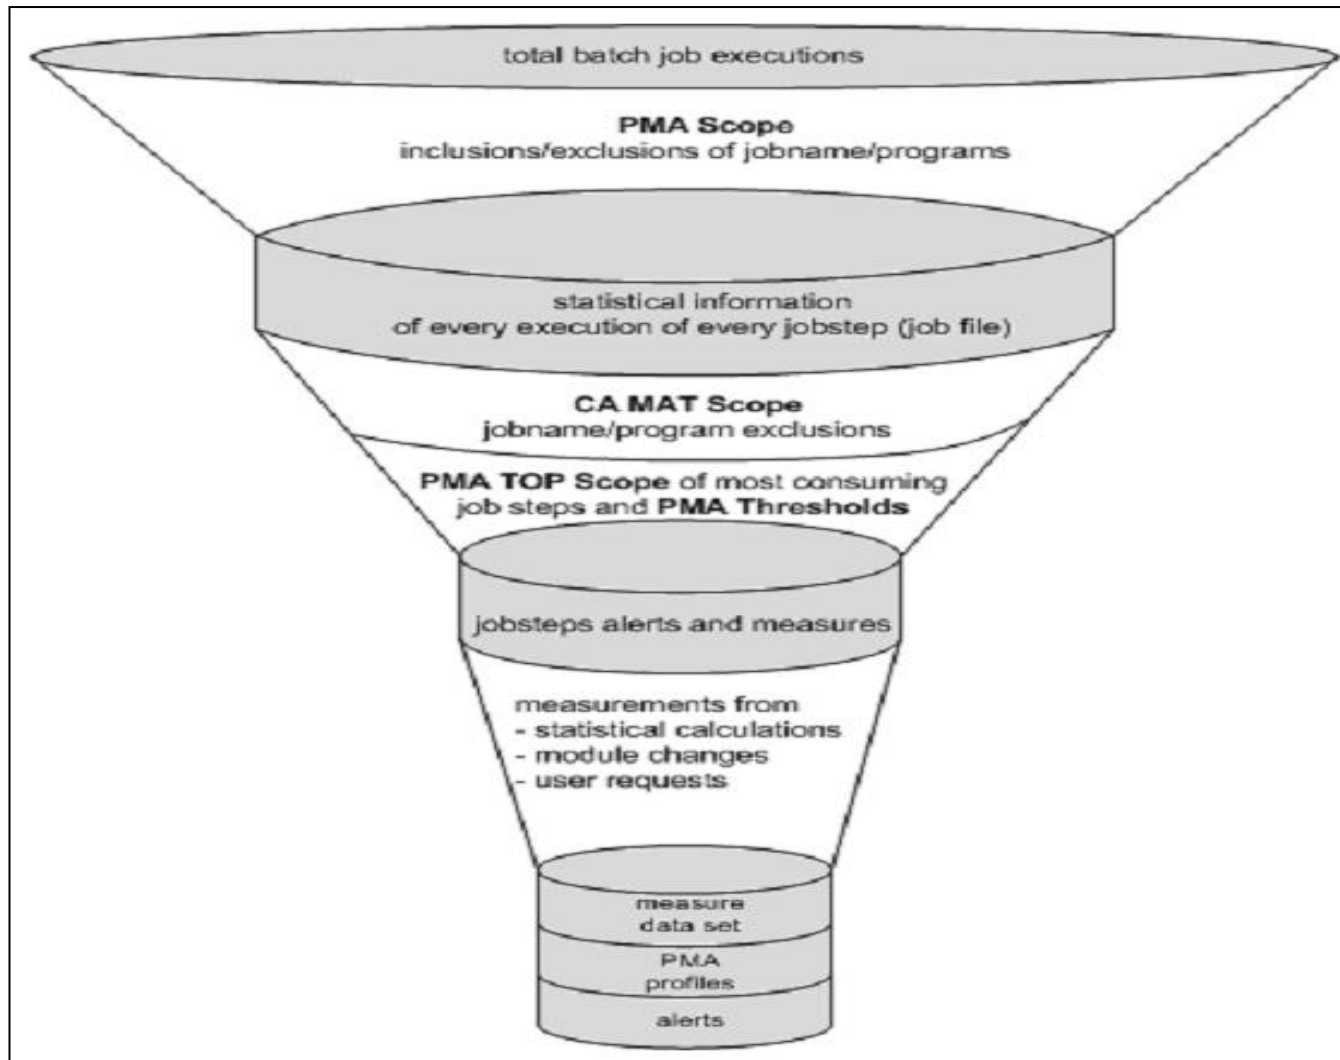 total batch job executions
PMA Scope
inclusions/exclusions of jobname/programs
statistical information
of every execution of every jobstep (job file)
CA MAT Scope
jobname/program exclusions
PMA TOP Scope of most consuming
job steps and PMA Thresholds
jobsteps alerts and measures
measurements from
- statistical calculations
- module changes
- user requests
measure
data set
PMA
profiles
alerts